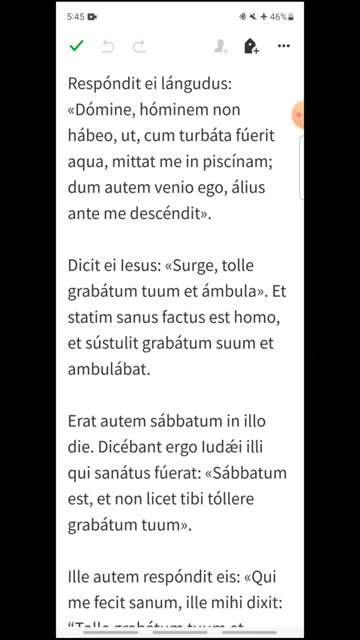 5:45
46%
Respóndit ei lángudus:
«Dómine, hóminem non
hábeo, ut, cum turbáta fúerit
aqua, mittat me in piscínam;
dum autem venio ego, álius
ante me descéndit».
Dicit ei Iesus: «Surge, tolle
grabátum tuum et ámbula». Et
statim sanus factus est homo,
et sústulit grabátum suum et
ambulábat.
Erat autem sábbatum in illo
die. Dicébant ergo Iudǽi illi
qui sanátus fúerat: «Sábbatum
est, et non licet tibi tóllere
grabátum tuum».
Ille autem respóndit eis: «Qui
me fecit sanum, ille mihi dixit:
“Tolle grabátum tuum et